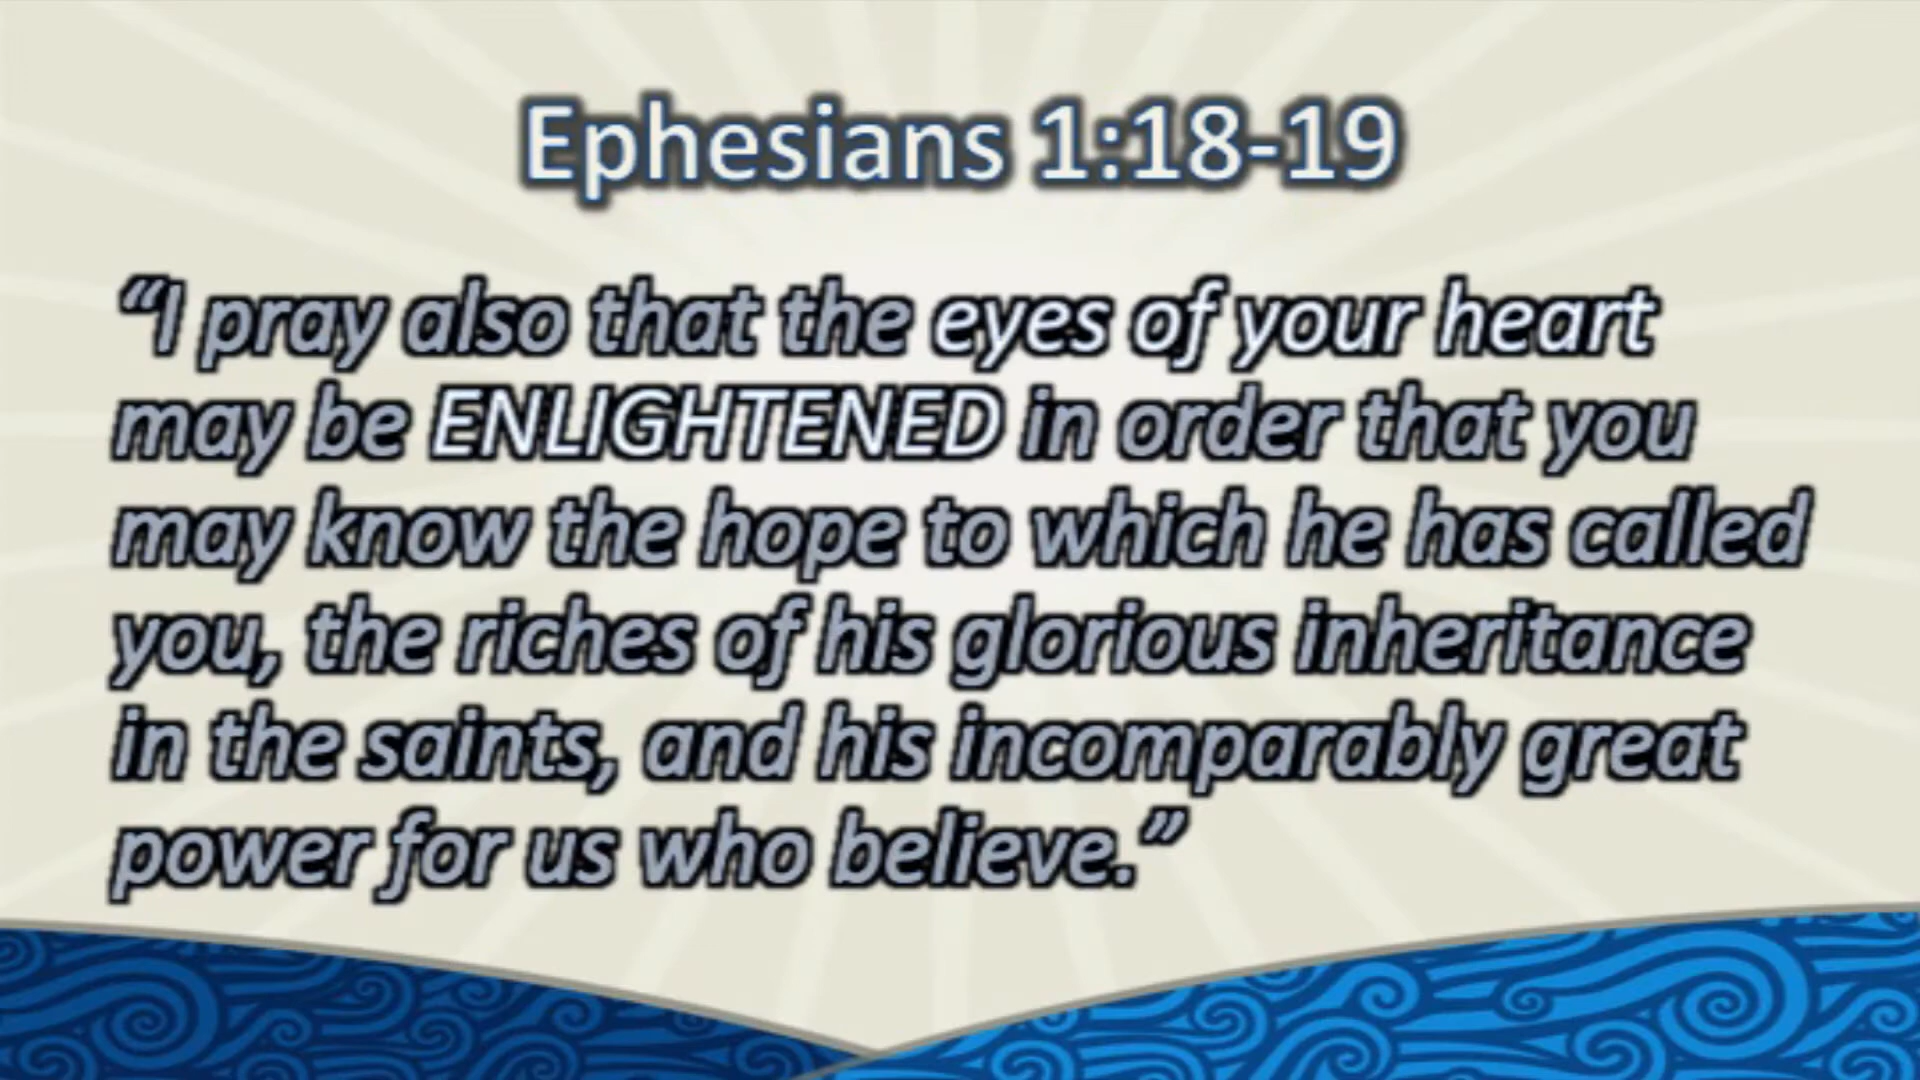 Ephesians 1:18-19
“I pray also that the eyes of your heart
may be ENLIGHTENED in order that you
may know the hope to which he has called
you, the riches of his glorious inheritance
in the saints, and his incomparably great
power for us who believe.”